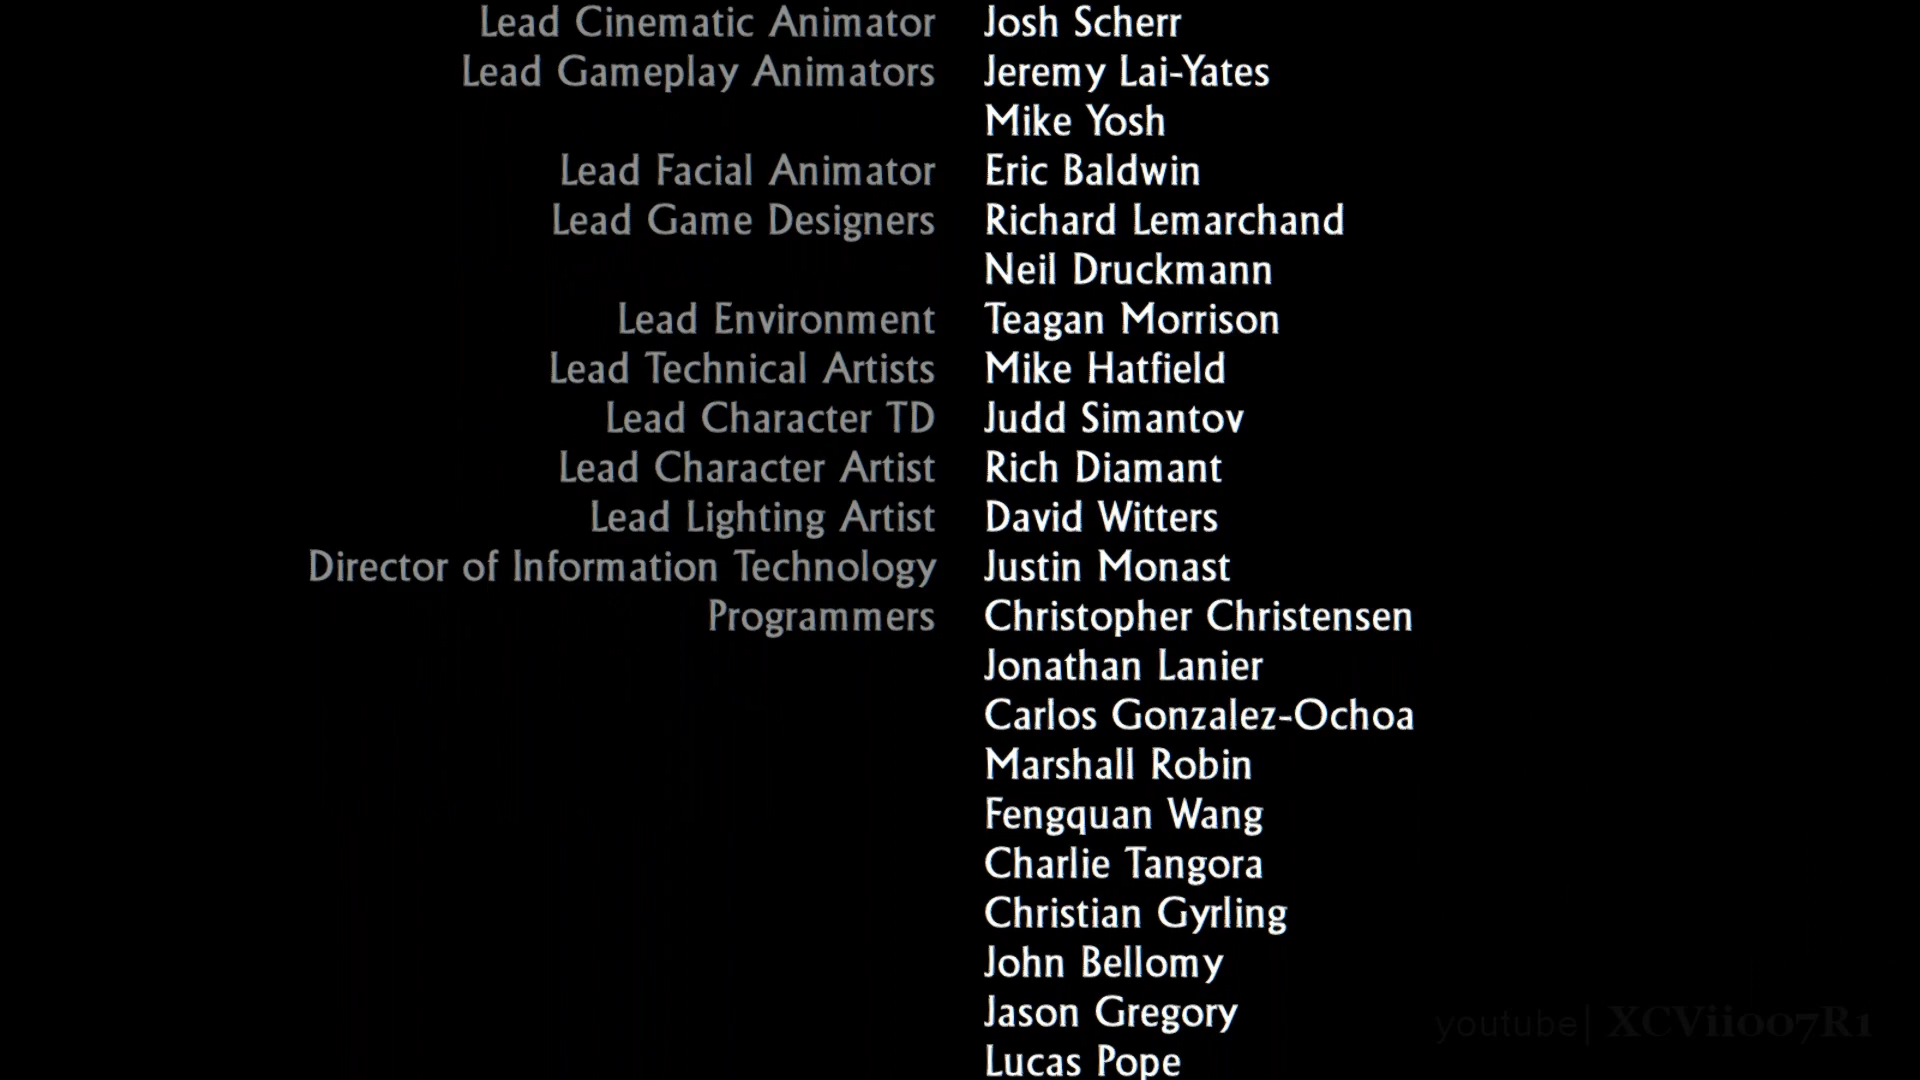 Lead Cinematic Animator Josh Scherr
Lead Gameplay Animators Jeremy Lai-Yates
Mike Yosh
Lead Facial Animator Eric Baldwin
Lead Game Designers Richard Lemarchand
Neil Druckmann
Lead Environment Teagan Morrison
Lead Technical Artists Mike Hatfield
Lead Character TD Judd Simantov
Lead Character Artist Rich Diamant
Lead Lighting Artist David Witters
Director of Information Technology Justin Monast
Programmers Christopher Christensen
Jonathan Lanier
Carlos Gonzalez-Ochoa
Marshall Robin
Fengquan Wang
Charlie Tangora
Christian Gyrling
John Bellomy
Jason Gregory
Lucas Pope
youtube| XCVii007R1